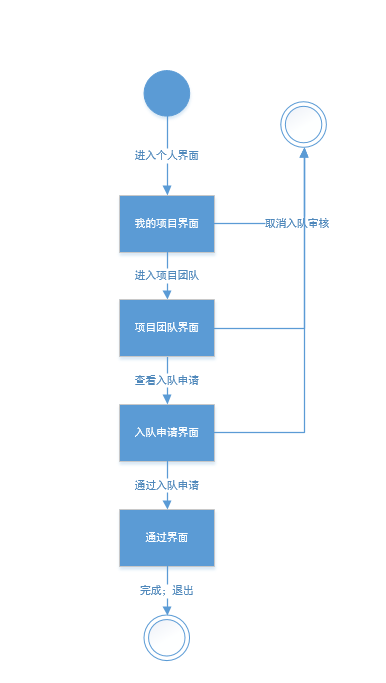 进入个人界面
我的项目界面
取消入队审核
进入项目团队
项目团队界面
查看入队申请
入队申请界面
通过入队申请
通过界面
完成；退出